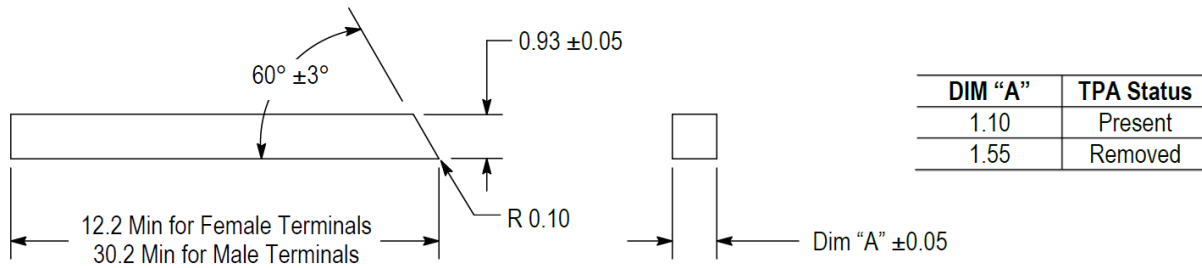 0.93 ±0.05
60° ±3°
DIM “A” TPA Status
1.10 Present
1.55 Removed
R 0.10
12.2 Min for Female Terminals
30.2 Min for Male Terminals
Dim “A” ±0.05